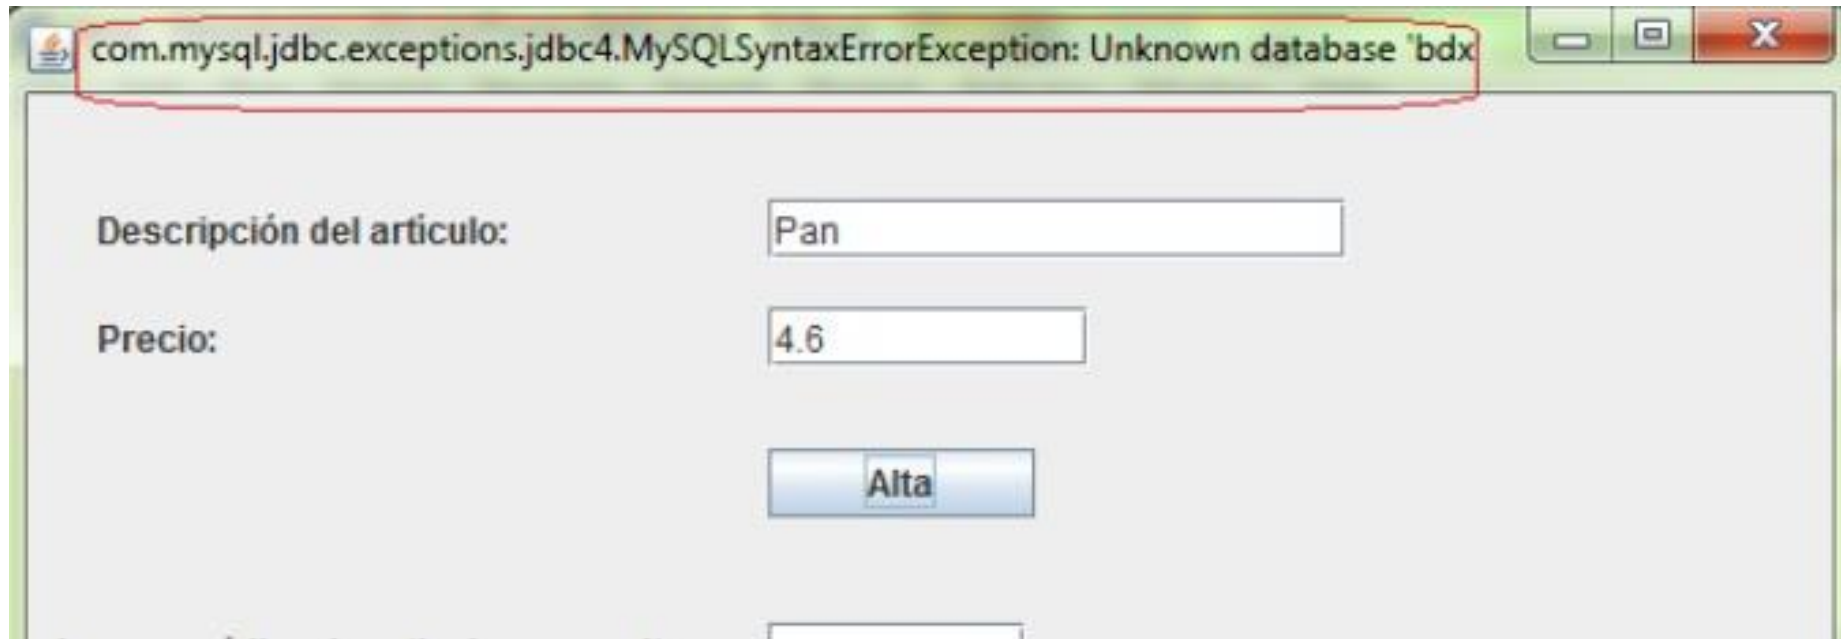 com.mysql.jdbc.exceptions.jdbc4.MySQLSyntaxErrorException: Unknown database 'bdx
Descripción del articulo:
Pan
Precio:
4.6
Alta